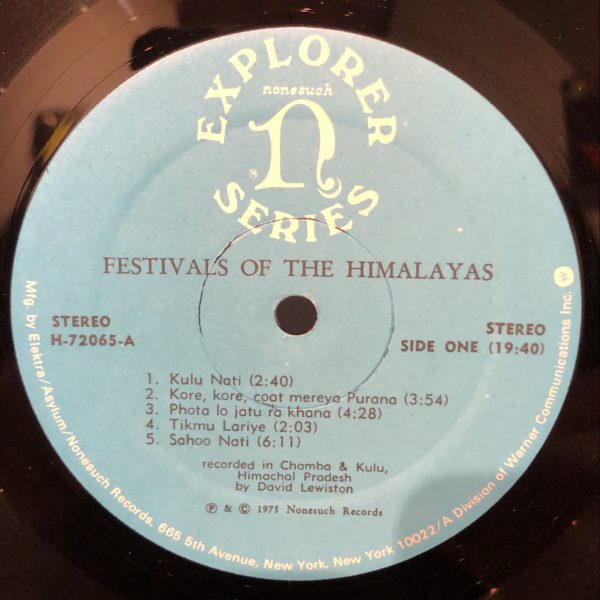 EXPLORER
nonesuch
n
®
SERIES
FESTIVALS OF THE HIMALAYAS
STEREO
H-72065-A
STEREO
SIDE ONE (19:40)
1. Kulu Nati (2:40)
2. Kore, kore, coat mereya Purana (3:54)
3. Phota lo jatu ra khana (4:28)
4. Tikmu Lariye (2:03)
5. Sahoo Nati (6:11)
recorded in Chamba & Kulu,
Himachal Pradesh
by David Lewiston
℗ & © 1975 Nonesuch Records
Mfg. by Elektra/Asylum/Nonesuch Records, 665 5th Avenue, New York, New York 10022/A Division of Warner Communications Inc.